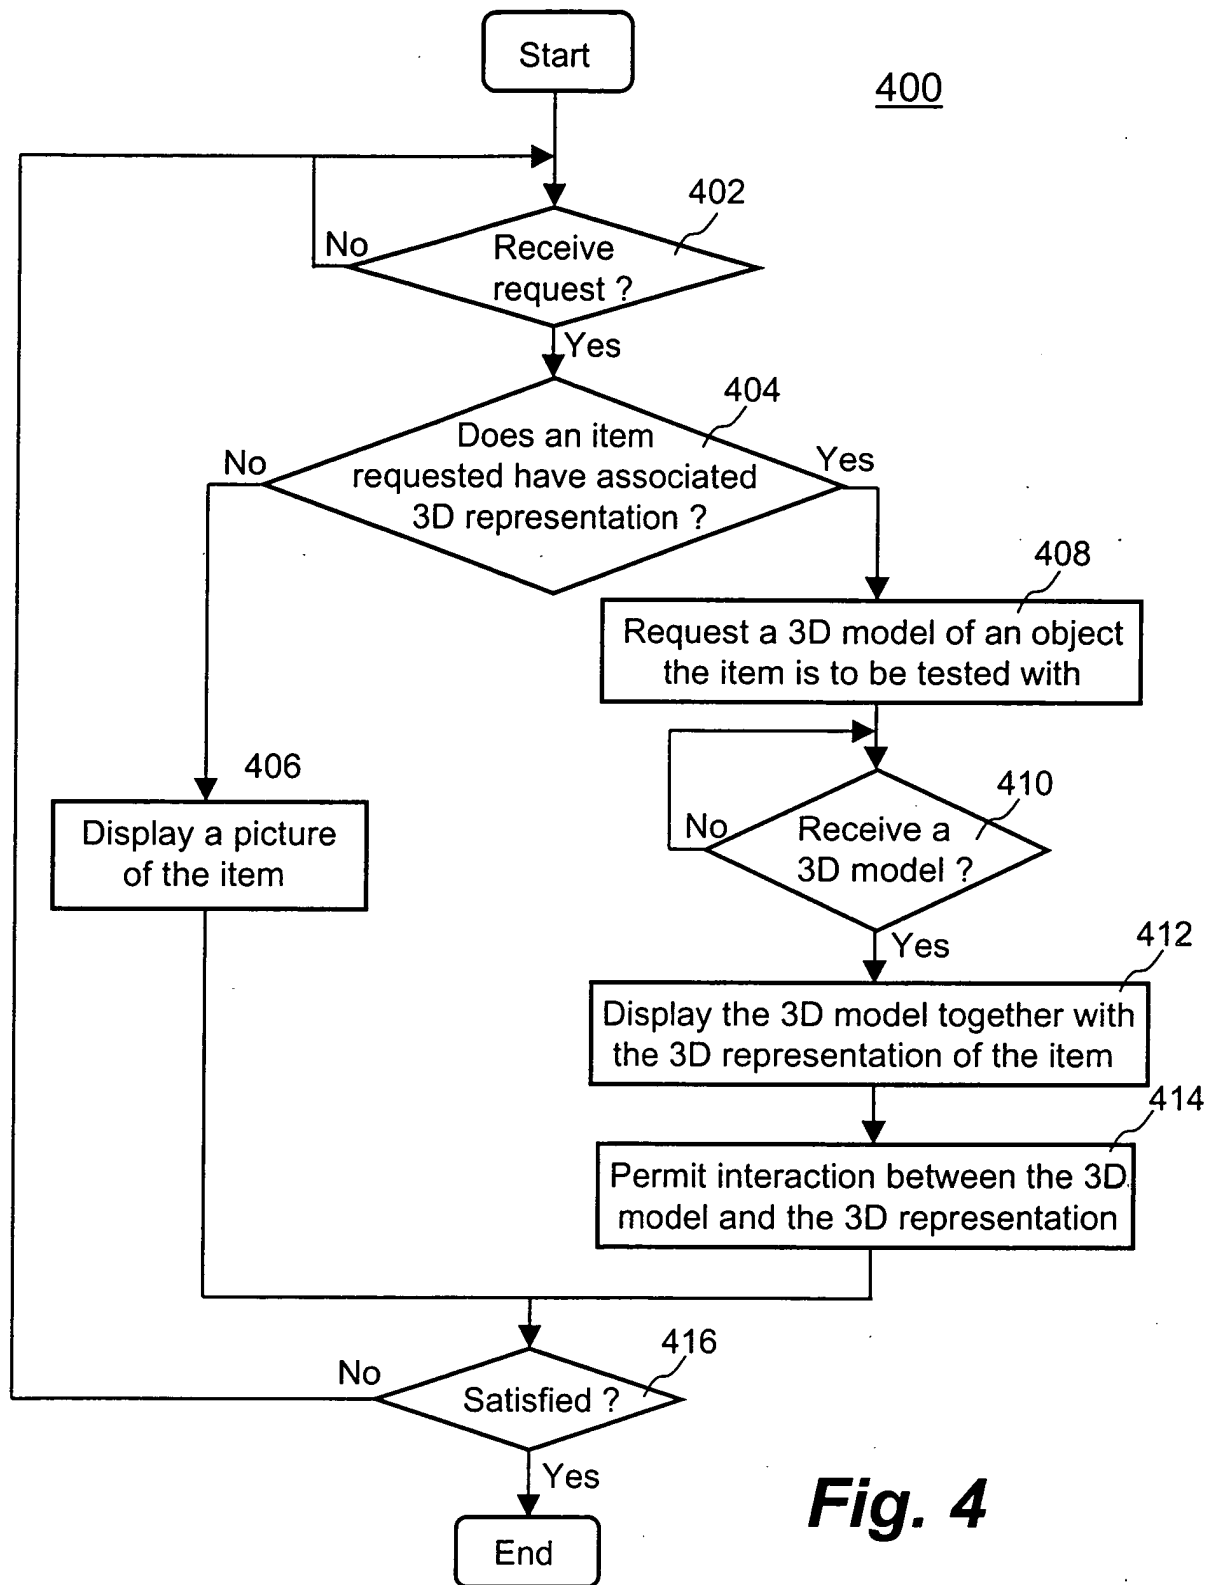 Start
400
402
No
Receive
request ?
Yes
404
No
Does an item
requested have associated
3D representation ?
Yes
408
Request a 3D model of an object
the item is to be tested with
406
Display a picture
of the item
410
No
Receive a
3D model ?
Yes
412
Display the 3D model together with
the 3D representation of the item
414
Permit interaction between the 3D
model and the 3D representation
416
No
Satisfied ?
Yes
End
Fig. 4